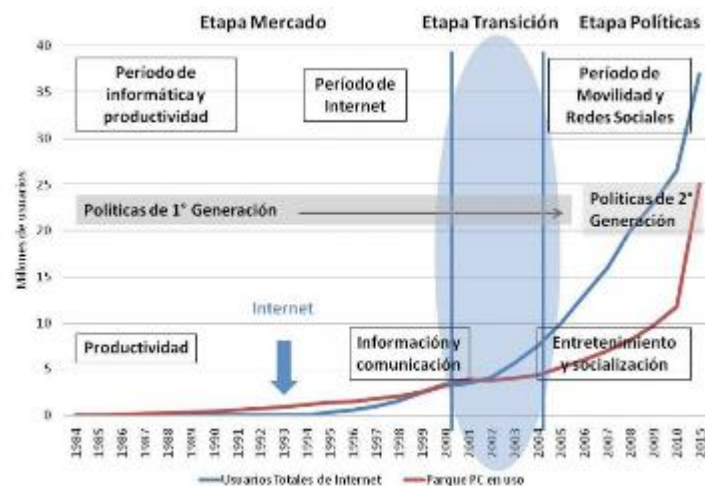 Etapa Mercado
Etapa Transición
Etapa Políticas
40
35
30
25
20
15
10
5
0
Millones de usuarios
Período de
informática y
productividad
Período de
Internet
Período de
Movilidad y
Redes Sociales
Políticas de 1° Generación
Políticas de 2°
Generación
Internet
Productividad
Información y
comunicación
Entretenimiento
y socialización
1984
1985
1986
1987
1988
1989
1990
1991
1992
1993
1994
1995
1996
1997
1998
1999
2000
2001
2002
2003
2004
2005
2006
2007
2008
2009
2010
2015
Usuarios Totales de Internet
Parque PC en uso